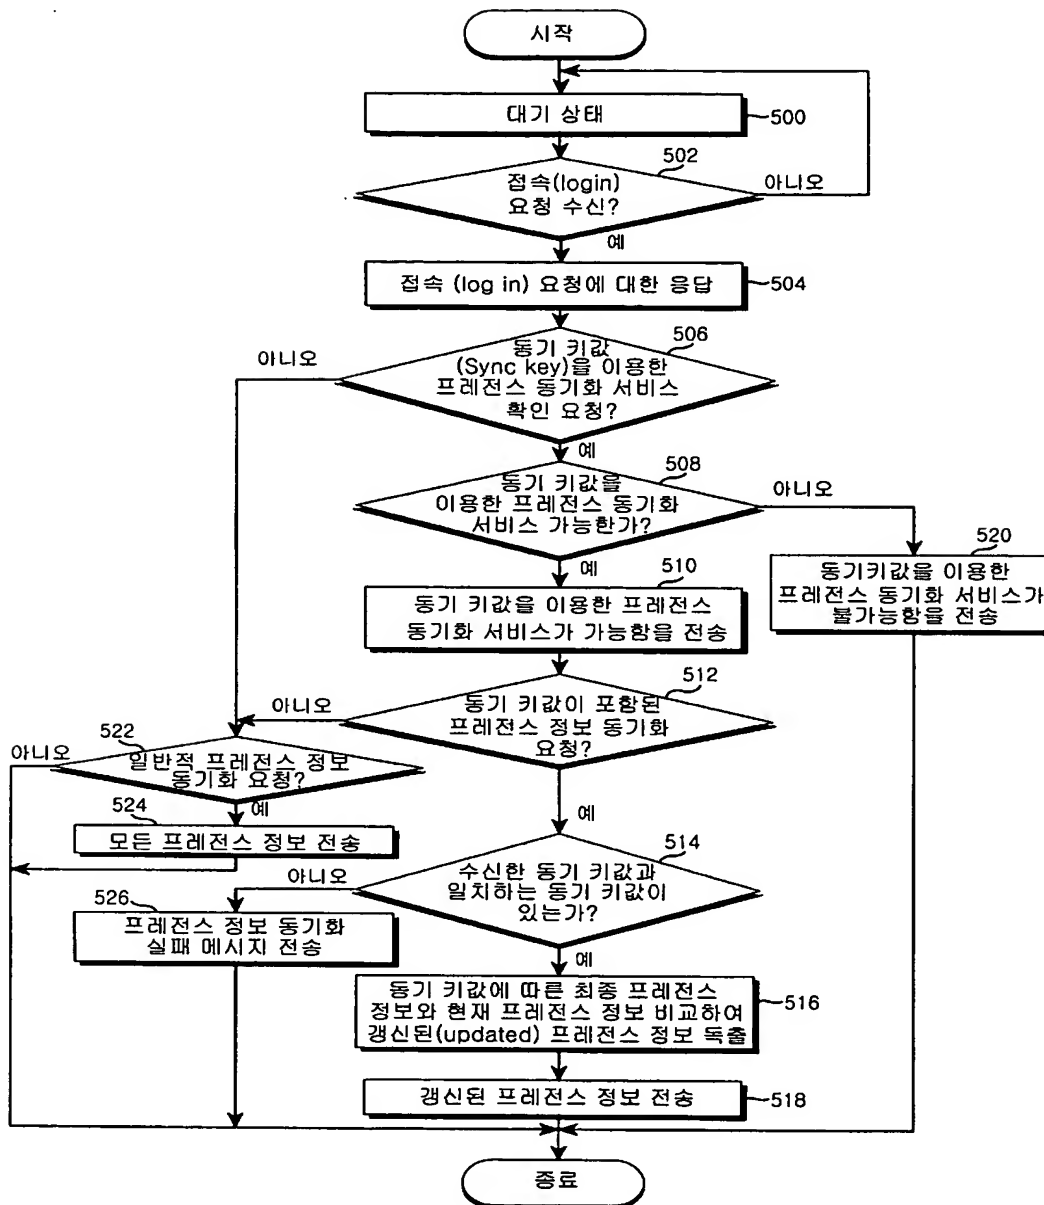 시작
대기 상태
500
502
접속(login)
요청 수신?
아니오
예
접속 (log in) 요청에 대한 응답
504
506
동기 키값
(Sync key)을 이용한
프레전스 동기화 서비스
확인 요청?
아니오
예
508
동기 키값을
이용한 프레전스 동기화
서비스 가능한가?
아니오
예
510
동기 키값을 이용한 프레전스
동기화 서비스가 가능함을 전송
520
동기키값을 이용한
프레전스 동기화 서비스가
불가능함을 전송
512
동기 키값이 포함된
프레전스 정보 동기화
요청?
아니오
예
522
일반적 프레전스 정보
동기화 요청?
아니오
예
524
모든 프레전스 정보 전송
514
수신한 동기 키값과
일치하는 동기 키값이
있는가?
아니오
예
526
프레전스 정보 동기화
실패 메시지 전송
동기 키값에 따른 최종 프레전스
정보와 현재 프레전스 정보 비교하여
갱신된(updated) 프레전스 정보 독출
516
갱신된 프레전스 정보 전송
518
종료